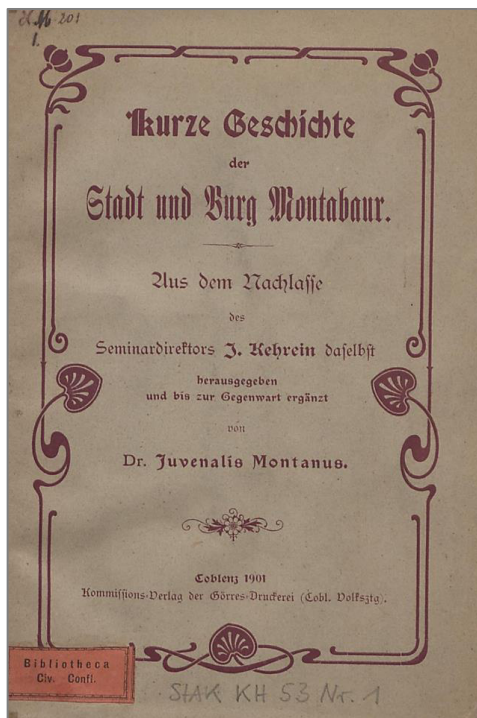 201
1.
Kurze Geschichte
der
Stadt und Burg Montabaur.
Aus dem Nachlasse
des
Seminardirektors J. Kehrein daselbst
herausgegeben
und bis zur Gegenwart ergänzt
von
Dr. Juvenalis Montanus.
Coblenz 1901
Kommissions-Verlag der Görres-Druckerei (Cobl. Volksztg).
Bibliotheca
Civ. Confl.
StAK KH 53 Nr. 1